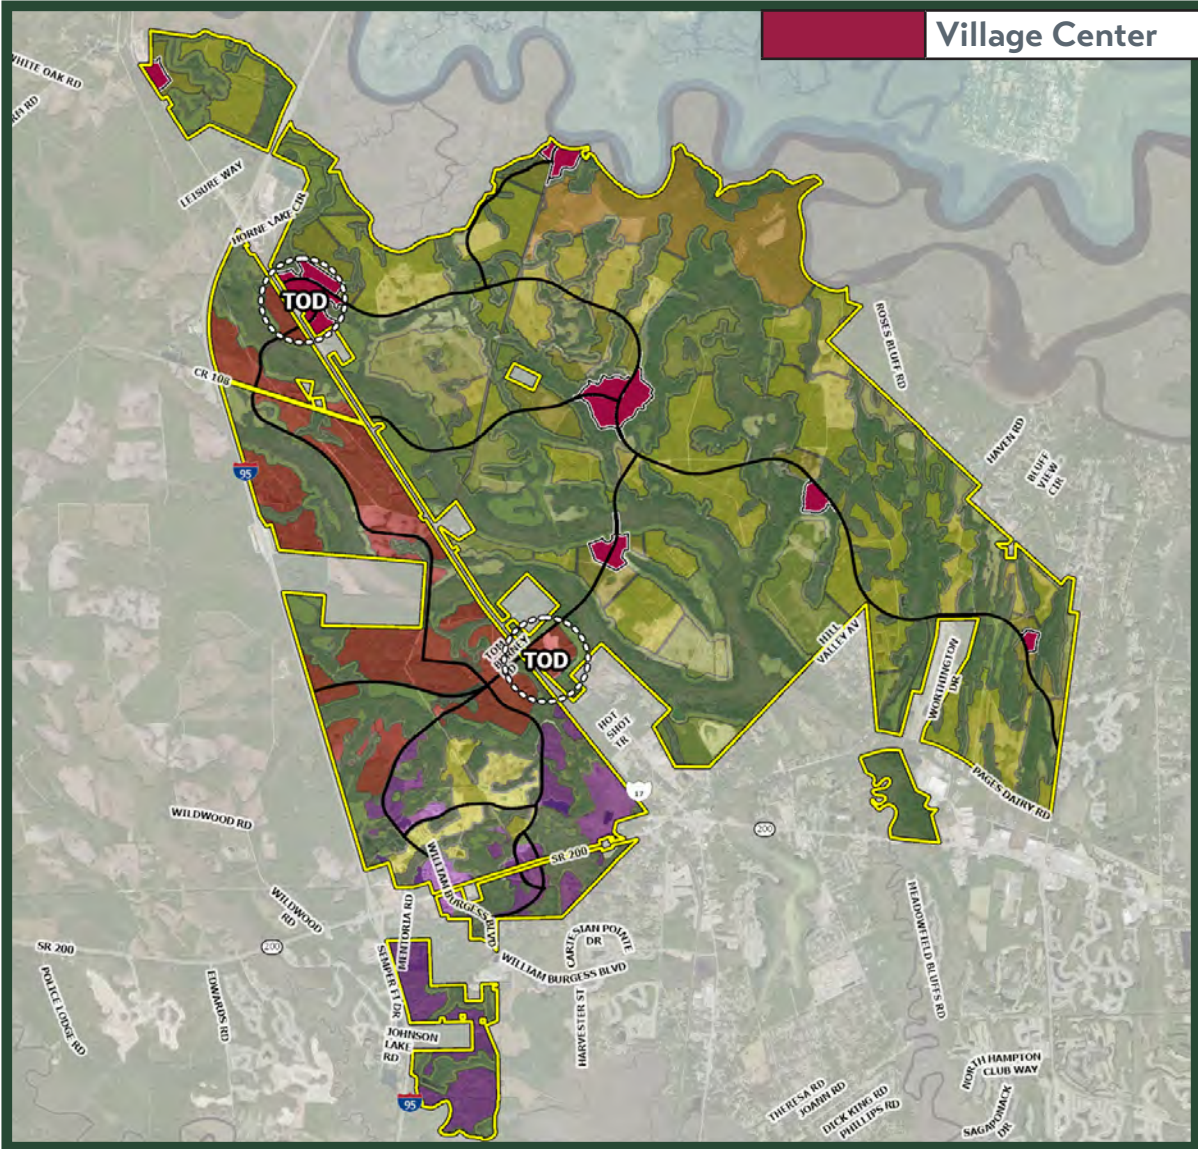 Village Center
WHITE OAK RD
LEISURE WAY
HORNE LAKE CIR
TOD
CR 108
95
ROSES BLUFF RD
HAVEN RD
BLUFF
VIEW
CIR
HILL
VALLEY AV
WORTHINGTON
DR
TOD
HOT
SHOT
TR
17
PAGES DAIRY RD
200
WILDWOOD RD
SR 200
WILLIAM BURGESS BLVD
WILDWOOD
RD
MENTORIA RD
SR 200
200
CARTESIAN POINTE
DR
WILLIAM BURGESS BLVD
SEMPER FI DR
POLICE LODGE RD
EDWARDS RD
HARVESTER ST
MEADOWFIELD BLUFFS RD
JOHNSON
LAKE
RD
95
NORTH HAMPTON
CLUB WAY
THERESA RD
JOANN RD
DICK KING RD
PHILLIPS RD
SAGAPONACK
DR